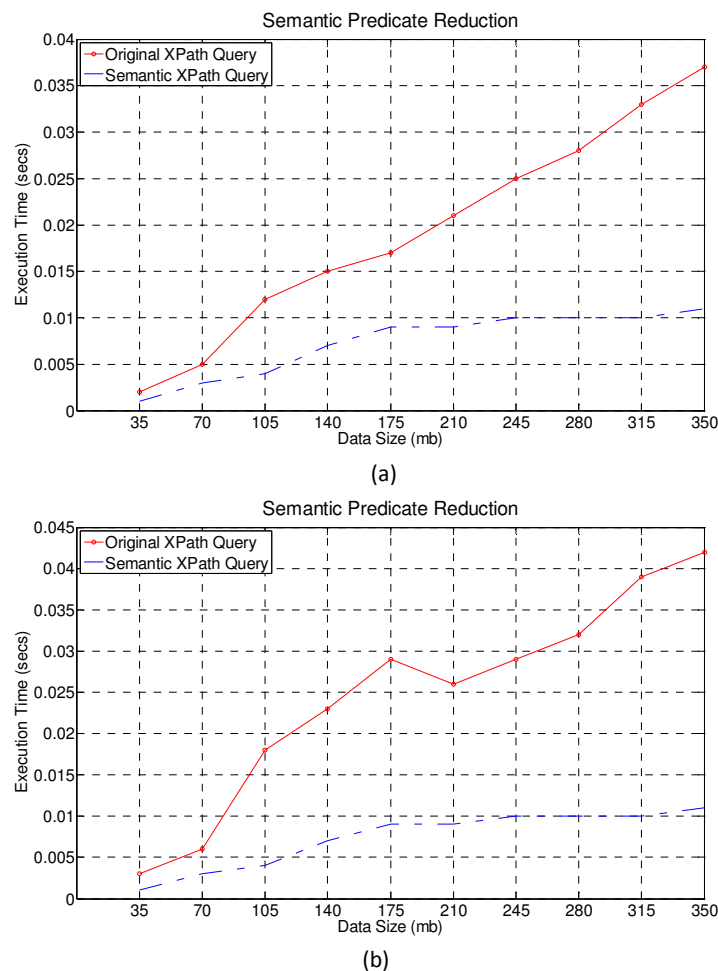 Semantic Predicate Reduction
0.04
0.035
0.03
0.025
0.02
0.015
0.01
0.005
0
Execution Time (secs)
Original XPath Query
Semantic XPath Query
35 70 105 140 175 210 245 280 315 350
Data Size (mb)
(a)
Semantic Predicate Reduction
0.045
0.04
0.035
0.03
0.025
0.02
0.015
0.01
0.005
0
Execution Time (secs)
Original XPath Query
Semantic XPath Query
35 70 105 140 175 210 245 280 315 350
Data Size (mb)
(b)